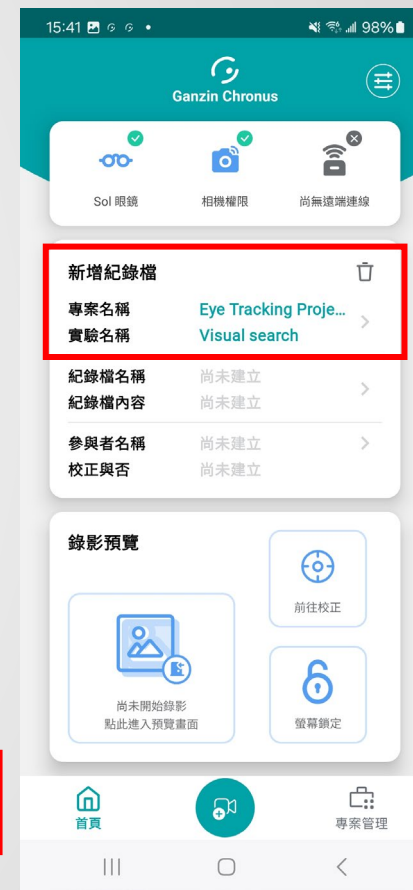 15:41 98%
Ganzin Chronus
Sol 眼鏡 相機權限 尚無遠端連線
新增紀錄檔
專案名稱 Eye Tracking Proje...
實驗名稱 Visual search
紀錄檔名稱 尚未建立
紀錄檔內容 尚未建立
參與者名稱 尚未建立
校正與否 尚未建立
錄影預覽
前往校正
尚未開始錄影
點此進入預覽畫面
螢幕鎖定
首頁 專案管理